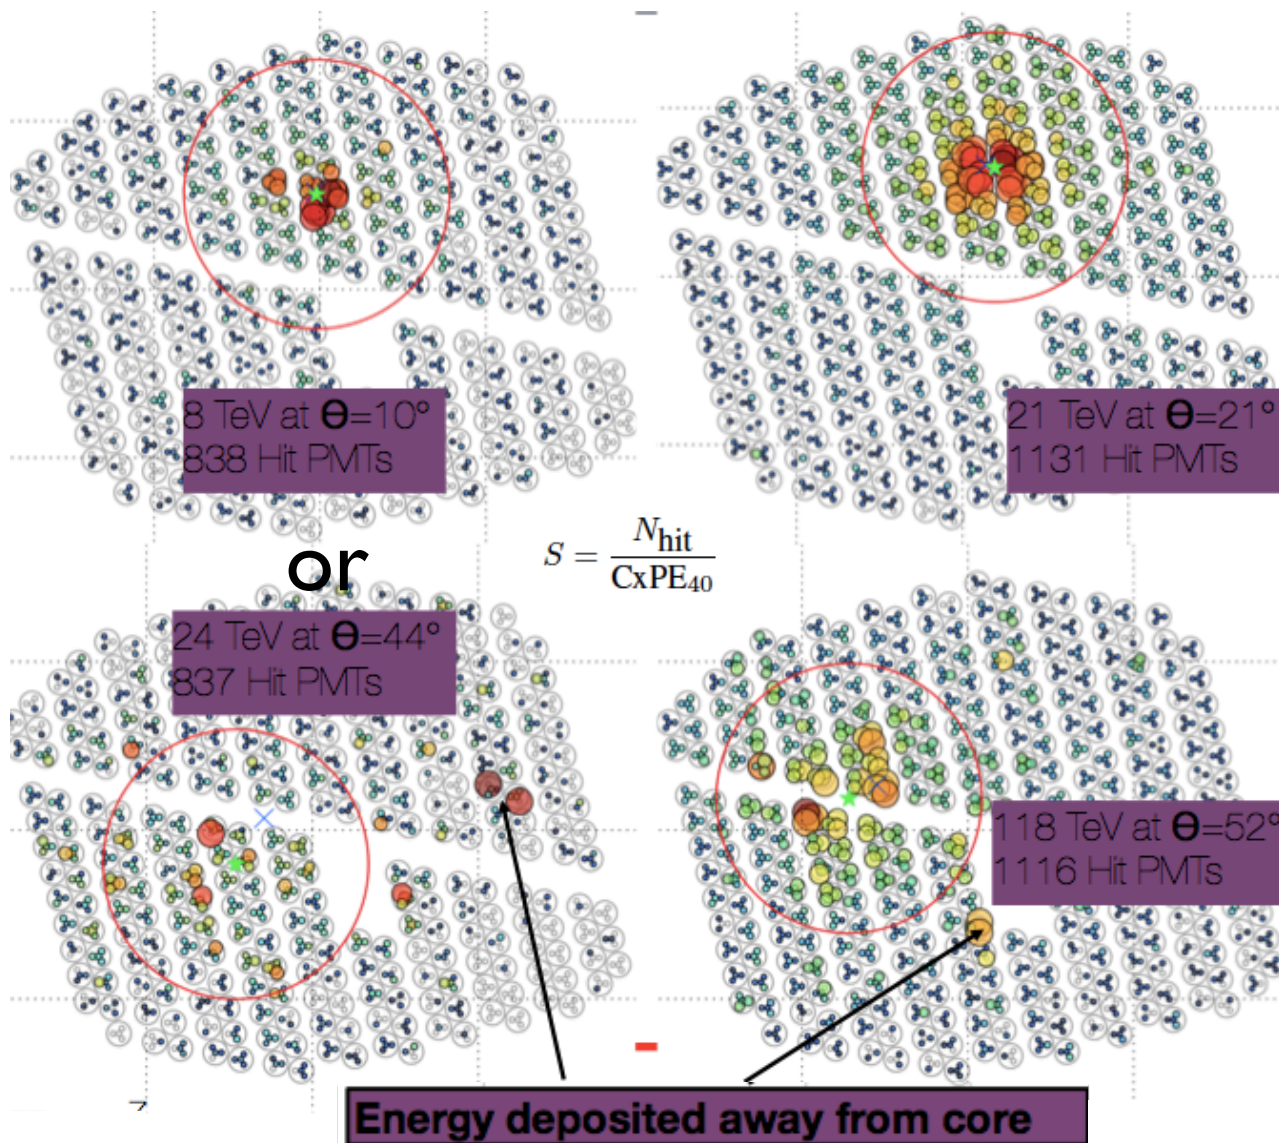 8 TeV at Θ=10°
838 Hit PMTs
21 TeV at Θ=21°
1131 Hit PMTs
or
S = N_hit / CxPE_40
24 TeV at Θ=44°
837 Hit PMTs
118 TeV at Θ=52°
1116 Hit PMTs
Energy deposited away from core